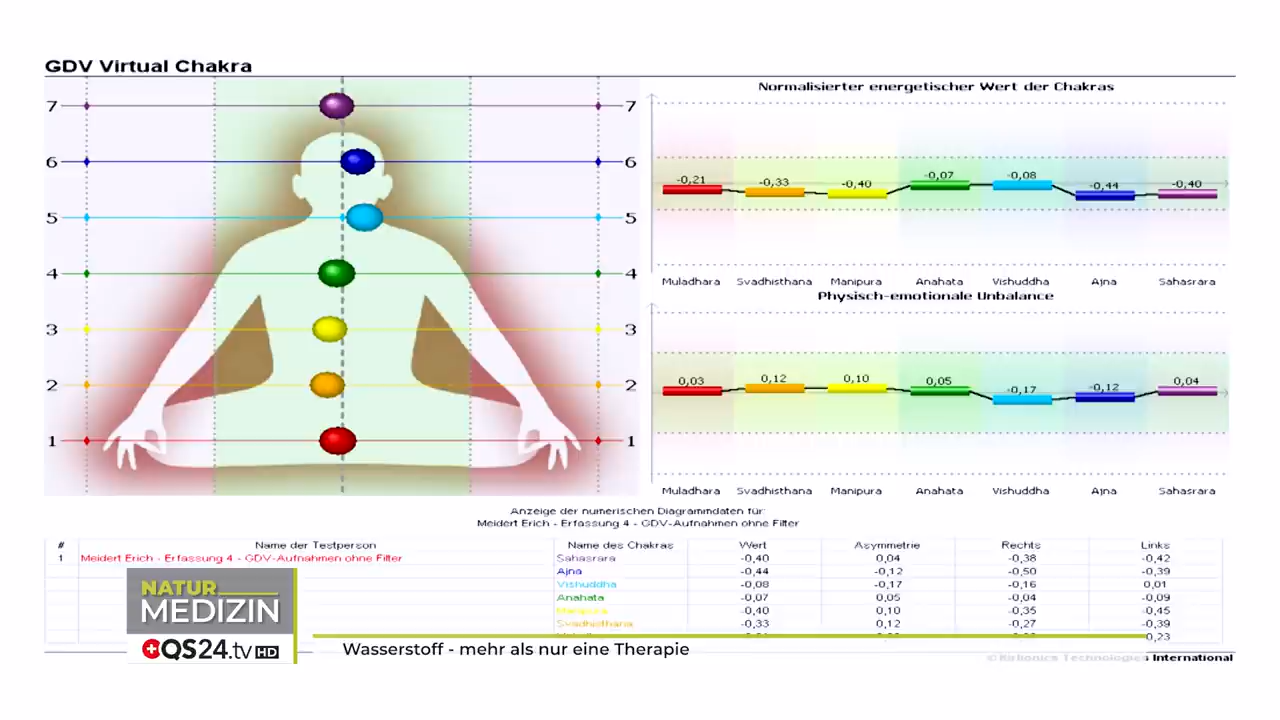 GDV Virtual Chakra
7 7
6 6
5 5
4 4
3 3
2 2
1 1
Normalisierter energetischer Wert der Chakras
-0,21 -0,33 -0,40 -0,07 -0,08 -0,44 -0,40
Muladhara Svadhisthana Manipura Anahata Vishuddha Ajna Sahasrara
Physisch-emotionale Unbalance
0,03 0,12 0,10 0,05 -0,17 -0,12 0,04
Muladhara Svadhisthana Manipura Anahata Vishuddha Ajna Sahasrara
Anzeige der numerischen Diagrammdaten für:
Meidert Erich - Erfassung 4 - GDV-Aufnahmen ohne Filter
# Name der Testperson Name des Chakras Wert Asymmetrie Rechts Links
1 Meidert Erich - Erfassung 4 - GDV-Aufnahmen ohne Filter Sahasrara -0,40 0,04 -0,38 -0,42
Ajna -0,44 -0,12 -0,50 -0,39
Vishuddha -0,08 -0,17 -0,16 0,01
Anahata -0,07 0,05 -0,04 -0,09
Manipura -0,40 0,10 -0,35 -0,45
Svadhisthana -0,33 0,12 -0,27 -0,39
0,23
NATUR
MEDIZIN
QS24.tv HD
Wasserstoff - mehr als nur eine Therapie
© Kirlionics Technologies International